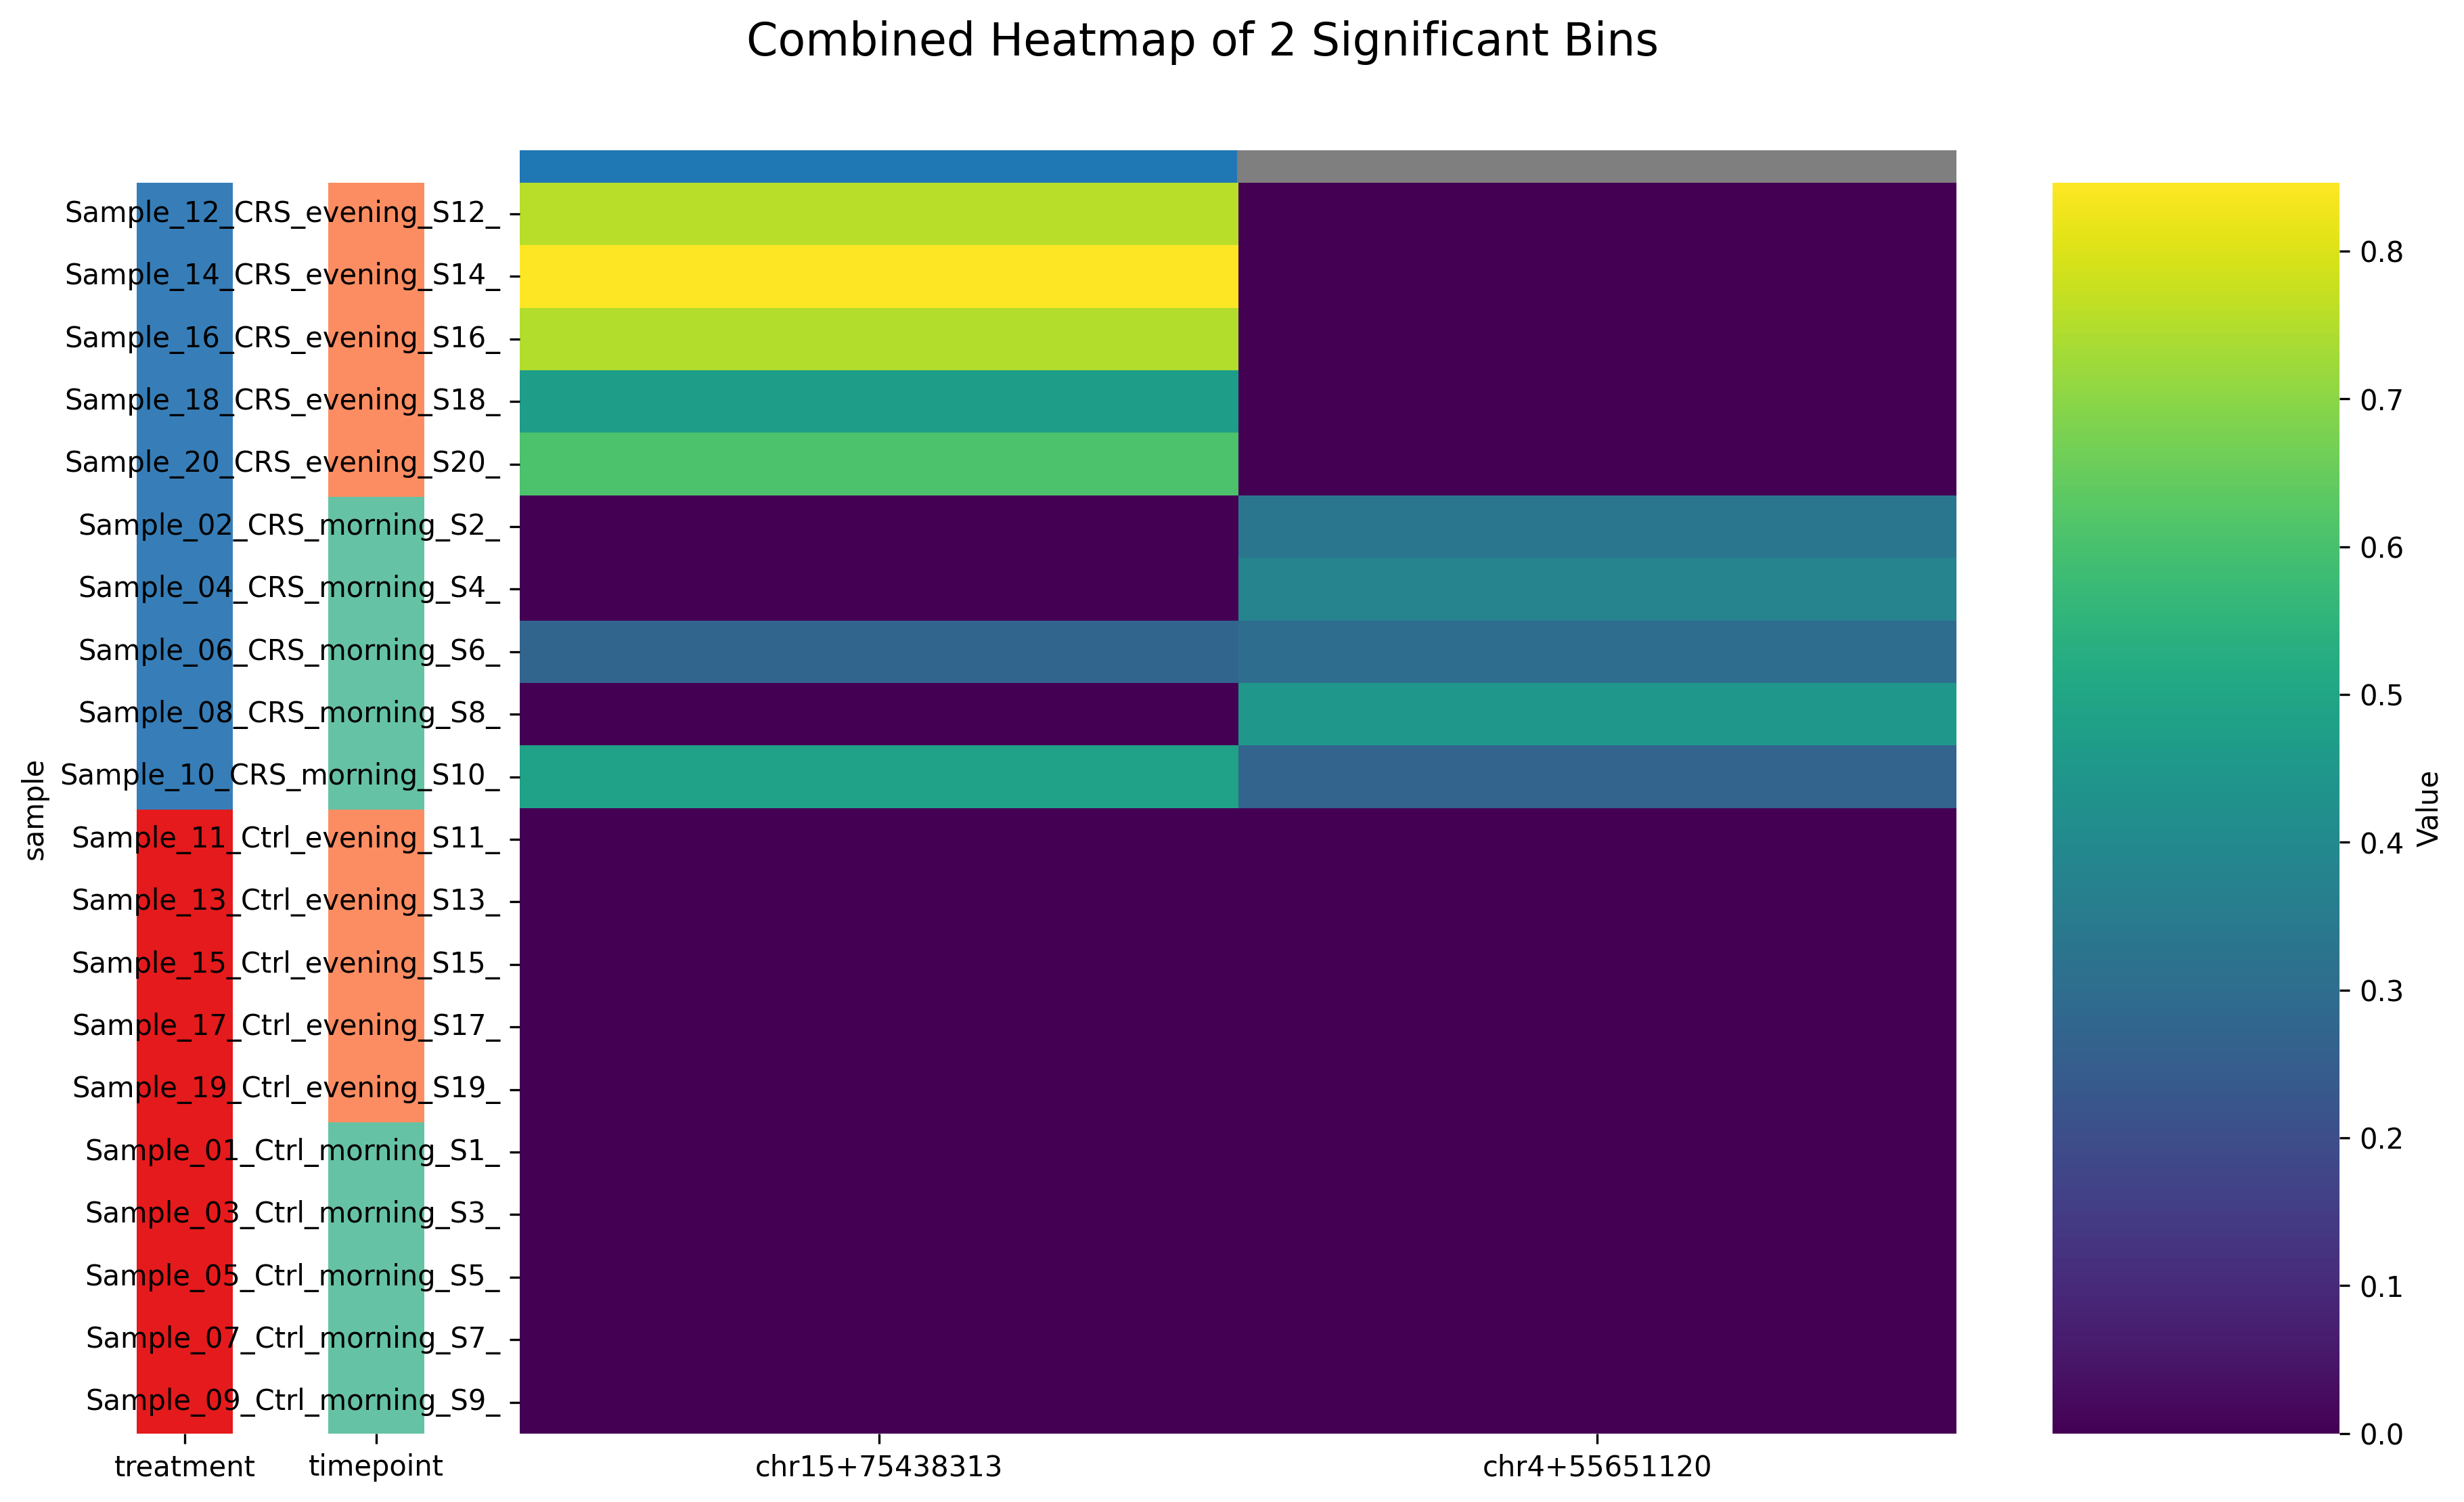 Combined Heatmap of 2 Significant Bins
Sample_12_CRS_evening_S12_
Sample_14_CRS_evening_S14_
Sample_16_CRS_evening_S16_
Sample_18_CRS_evening_S18_
Sample_20_CRS_evening_S20_
Sample_02_CRS_morning_S2_
Sample_04_CRS_morning_S4_
Sample_06_CRS_morning_S6_
Sample_08_CRS_morning_S8_
Sample_10_CRS_morning_S10_
Sample_11_Ctrl_evening_S11_
Sample_13_Ctrl_evening_S13_
Sample_15_Ctrl_evening_S15_
Sample_17_Ctrl_evening_S17_
Sample_19_Ctrl_evening_S19_
Sample_01_Ctrl_morning_S1_
Sample_03_Ctrl_morning_S3_
Sample_05_Ctrl_morning_S5_
Sample_07_Ctrl_morning_S7_
Sample_09_Ctrl_morning_S9_
sample
treatment
timepoint
chr15+75438313
chr4+55651120
0.8
0.7
0.6
0.5
0.4
0.3
0.2
0.1
0.0
Value